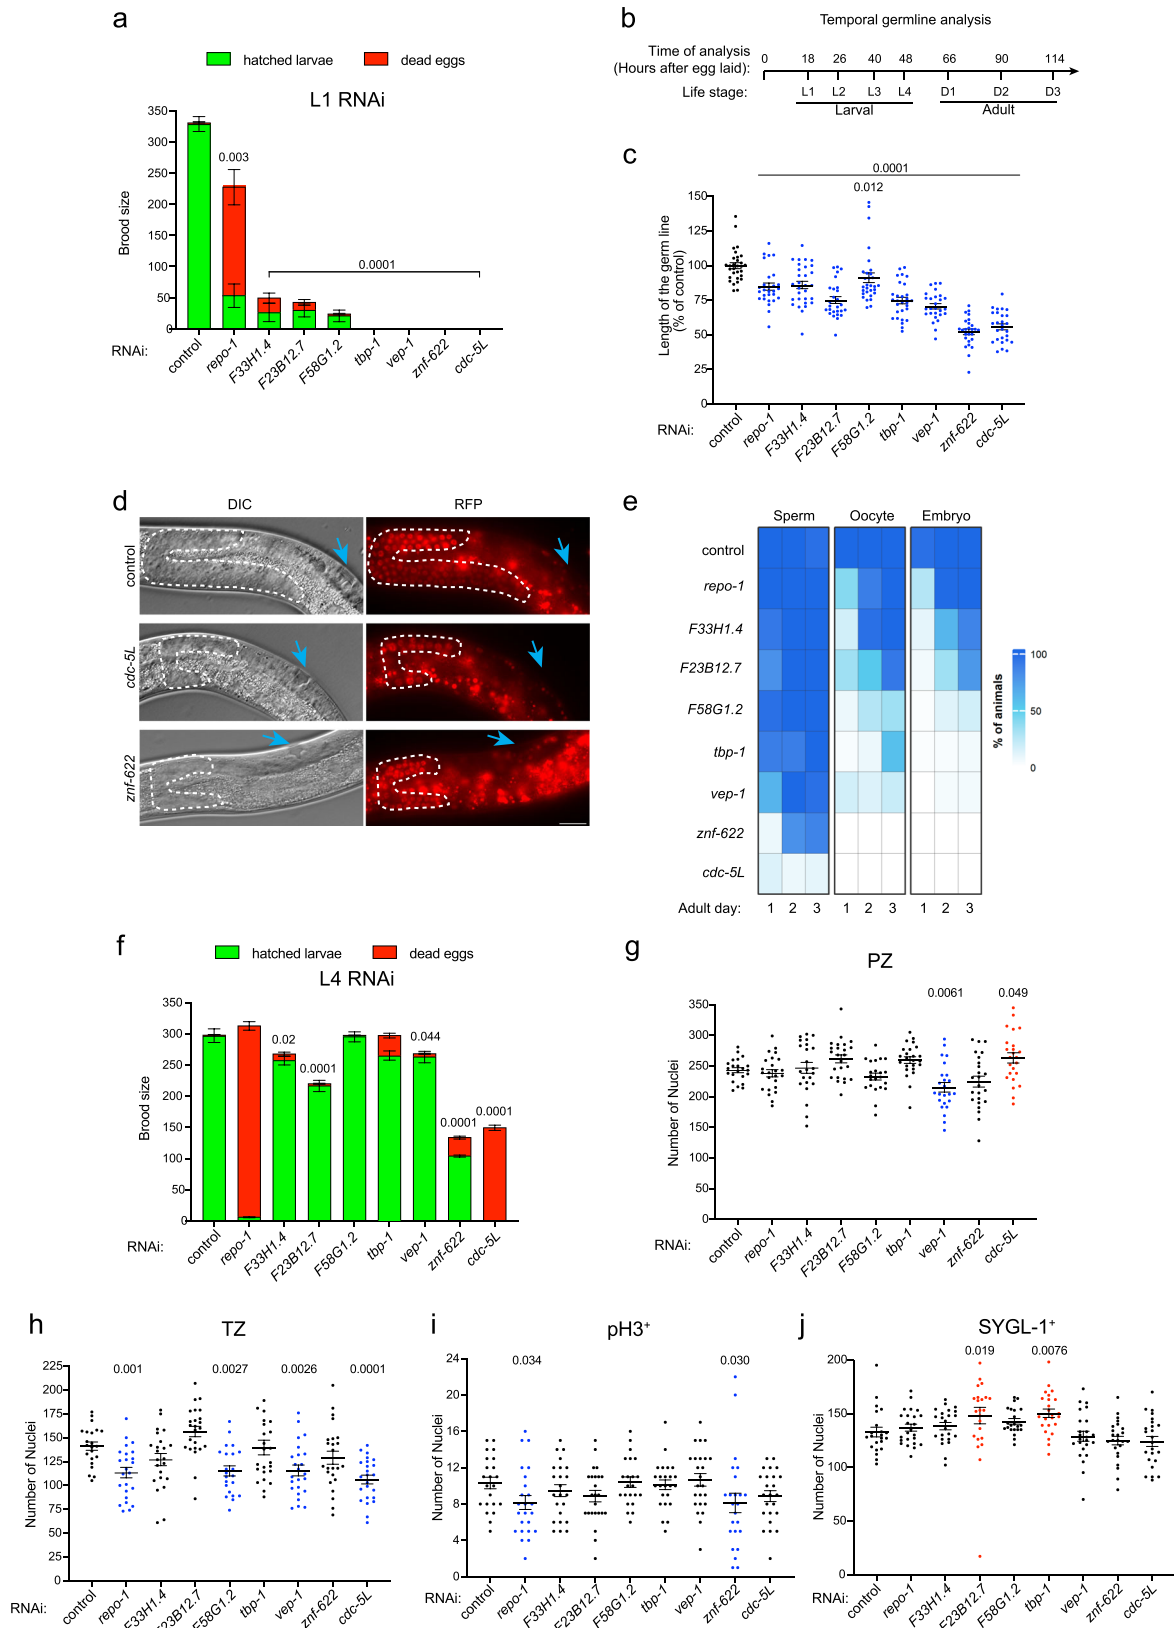 a
hatched larvae
dead eggs
L1 RNAi
Brood size
350
300
250
200
150
100
50
0
0.003
0.0001
RNAi:
control
repo-1
F33H1.4
F23B12.7
F58G1.2
tbp-1
vep-1
znf-622
cdc-5L
b
Temporal germline analysis
Time of analysis
(Hours after egg laid):
0 18 26 40 48 66 90 114
Life stage:
L1 L2 L3 L4 D1 D2 D3
Larval
Adult
c
0.0001
0.012
Length of the germ line
(% of control)
150
125
100
75
50
25
0
RNAi:
control
repo-1
F33H1.4
F23B12.7
F58G1.2
tbp-1
vep-1
znf-622
cdc-5L
d
DIC
RFP
control
cdc-5L
znf-622
e
Sperm Oocyte Embryo
control
repo-1
F33H1.4
F23B12.7
F58G1.2
tbp-1
vep-1
znf-622
cdc-5L
Adult day: 1 2 3 1 2 3 1 2 3
% of animals
100
50
0
f
hatched larvae
dead eggs
L4 RNAi
Brood size
350
300
250
200
150
100
50
0
0.02
0.0001
0.044
0.0001
0.0001
RNAi:
control
repo-1
F33H1.4
F23B12.7
F58G1.2
tbp-1
vep-1
znf-622
cdc-5L
g
PZ
0.0061
0.049
Number of Nuclei
350
300
250
200
150
100
50
0
RNAi:
control
repo-1
F33H1.4
F23B12.7
F58G1.2
tbp-1
vep-1
znf-622
cdc-5L
h
TZ
0.001
0.0027
0.0026
0.0001
Number of Nuclei
225
200
175
150
125
100
75
50
25
0
RNAi:
control
repo-1
F33H1.4
F23B12.7
F58G1.2
tbp-1
vep-1
znf-622
cdc-5L
i
pH3⁺
0.034
0.030
Number of Nuclei
24
20
16
12
8
4
0
RNAi:
control
repo-1
F33H1.4
F23B12.7
F58G1.2
tbp-1
vep-1
znf-622
cdc-5L
j
SYGL-1⁺
0.019
0.0076
Number of Nuclei
200
150
100
50
0
RNAi:
control
repo-1
F33H1.4
F23B12.7
F58G1.2
tbp-1
vep-1
znf-622
cdc-5L